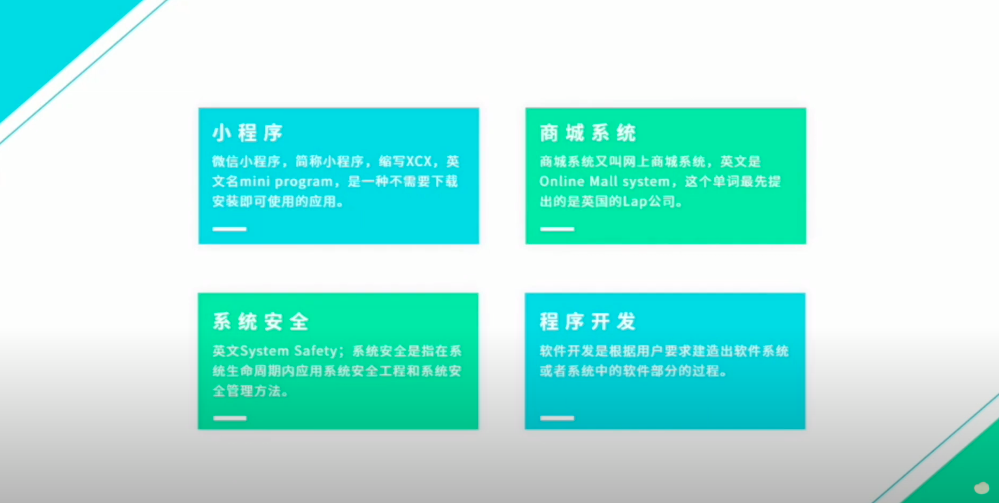 小程序
微信小程序，简称小程序，缩写XCX，英
文名mini program，是一种不需要下载
安装即可使用的应用。
商城系统
商城系统又叫网上商城系统，英文是
Online Mall system，这个单词最先提
出的是英国的Lap公司。
系统安全
英文System Safety；系统安全是指在系
统生命周期内应用系统安全工程和系统安
全管理方法。
程序开发
软件开发是根据用户要求建造出软件系统
或者系统中的软件部分的过程。